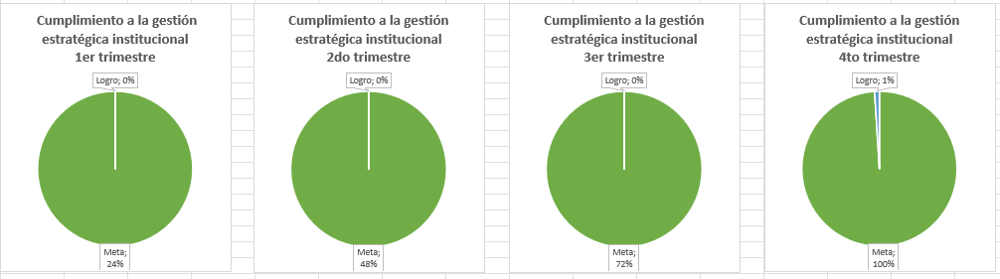 Cumplimiento a la gestión
estratégica institucional
1er trimestre
Logro; 0%
Meta;
24%
Cumplimiento a la gestión
estratégica institucional
2do trimestre
Logro; 0%
Meta;
48%
Cumplimiento a la gestión
estratégica institucional
3er trimestre
Logro; 0%
Meta;
72%
Cumplimiento a la gestión
estratégica institucional
4to trimestre
Logro; 1%
Meta;
100%